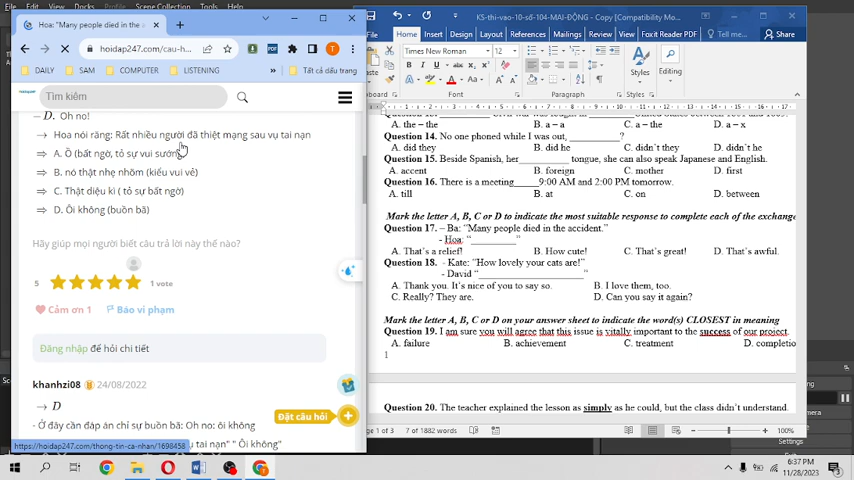 File
Hoa: "Many people died in the s
hoidap247.com/cau-h...
DAILY SAM COMPUTER LISTENING
Tất cả dấu trang
Tìm kiếm
– D. Oh no!
→ Hoa nói rằng: Rất nhiều người đã thiệt mạng sau vụ tai nạn
⇒ A. Ồ (bất ngờ, tỏ sự vui sướng)
⇒ B. nó thật nhẹ nhõm (kiểu vui vẻ)
⇒ C. Thật diệu kì ( tỏ sự bất ngờ)
⇒ D. Ôi không (buồn bã)
Hãy giúp mọi người biết câu trả lời này thế nào?
5 1 vote
Cảm ơn 1 Báo vi phạm
Đăng nhập để hỏi chi tiết
khanhzi08 24/08/2022
→ D
Đặt câu hỏi
- Ở đây cần đáp án chỉ sự buồn bã: Oh no: ôi không
https://hoidap247.com/thong-tin-ca-nhan/1698458
tai nạn" " Ôi không"
KS-thi-vao-10-số-104-MAI-ĐỘNG - Copy [Compatibility Mo...
Home Insert Design Layout References Mailings Review View Foxit Reader PDF Tell me... Share
Times New Roman 12
Paste Styles Editing
A. the – the B. a – a C. a – the D. a – x
Question 14. No one phoned while I was out, ________?
A. did they B. did he C. didn't they D. didn't he
Question 15. Beside Spanish, her________tongue, she can also speak Japanese and English.
A. accent B. foreign C. mother D. first
Question 16. There is a meeting_____9:00 AM and 2:00 PM tomorrow.
A. till B. at C. on D. between
Mark the letter A, B, C or D to indicate the most suitable response to complete each of the exchange
Question 17. – Ba: "Many people died in the accident."
- Hoa: "________"
A. That's a relief! B. How cute! C. That's great! D. That's awful.
Question 18. - Kate: "How lovely your cats are!"
- David "________________"
A. Thank you. It's nice of you to say so. B. I love them, too.
C. Really? They are. D. Can you say it again?
Mark the letter A, B, C or D on your answer sheet to indicate the word(s) CLOSEST in meaning
Question 19. I am sure you will agree that this issue is vitally important to the success of our project.
A. failure B. achievement C. treatment D. completio
1
Question 20. The teacher explained the lesson as simply as he could, but the class didn't understand.
Page 1 of 3 7 of 1882 words 100%
Settings
6:37 PM
11/28/2023